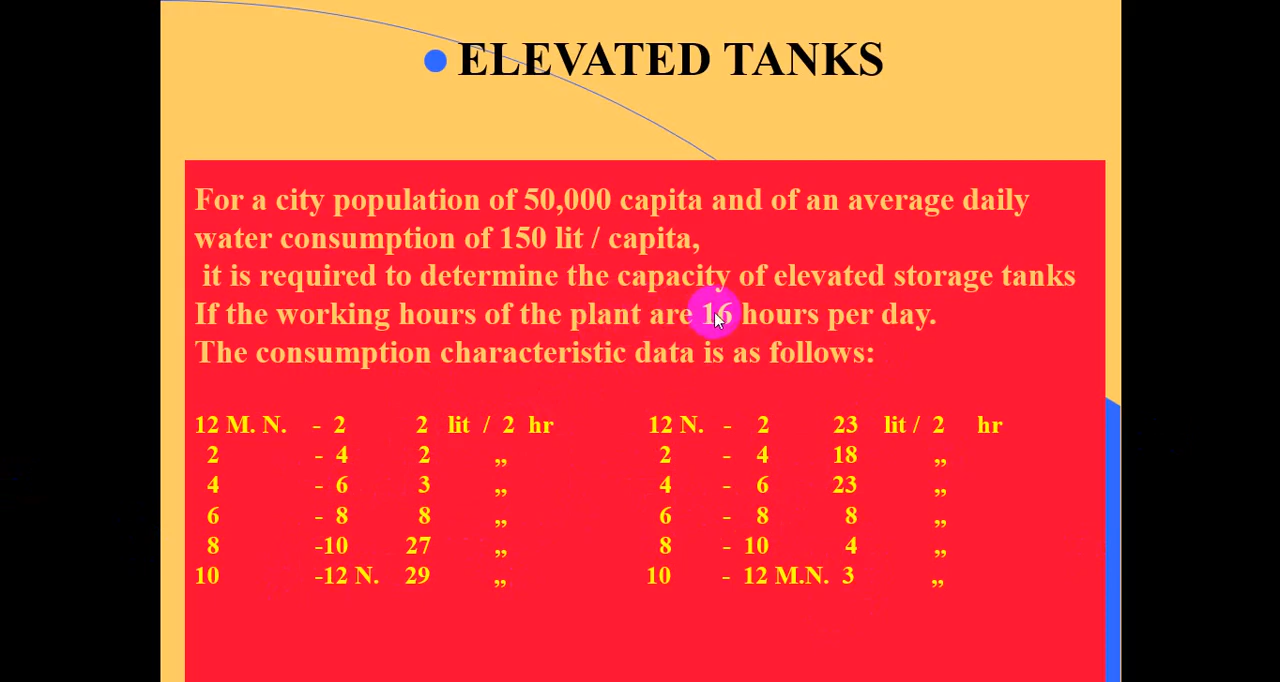 ELEVATED TANKS
For a city population of 50,000 capita and of an average daily
water consumption of 150 lit / capita,
it is required to determine the capacity of elevated storage tanks
If the working hours of the plant are 16 hours per day.
The consumption characteristic data is as follows:
12 M. N. - 2 2 lit / 2 hr 12 N. - 2 23 lit / 2 hr
2 - 4 2 ,, 2 - 4 18 ,,
4 - 6 3 ,, 4 - 6 23 ,,
6 - 8 8 ,, 6 - 8 8 ,,
8 -10 27 ,, 8 - 10 4 ,,
10 -12 N. 29 ,, 10 - 12 M.N. 3 ,,